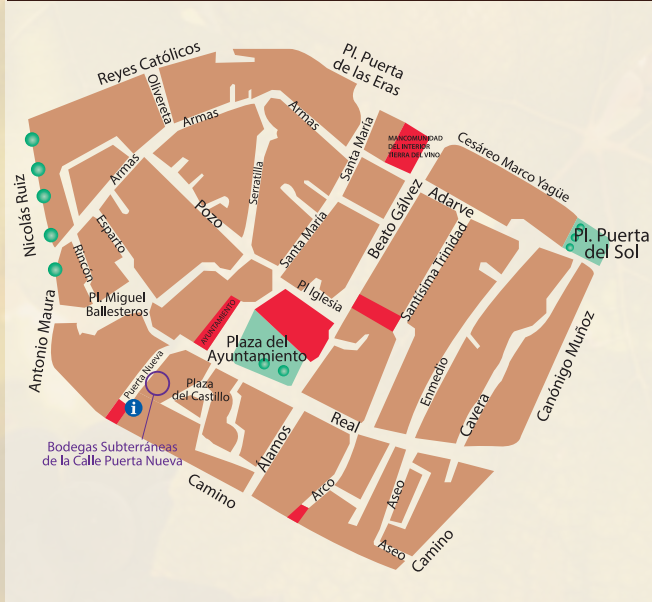 Reyes Católicos
Pl. Puerta
de las Eras
Olivereta
Armas
Armas
Santa María
MANCOMUNIDAD
DEL INTERIOR
TIERRA DEL VINO
Cesáreo Marco Yagüe
Nicolás Ruiz
Armas
Serratilla
Pozo
Santa María
Beato Gálvez
Adarve
Santísima Trinidad
Pl. Puerta
del Sol
Rincón
Esparto
Pl. Miguel
Ballesteros
Pl Iglesia
AYUNTAMIENTO
Plaza del
Ayuntamiento
Antonio Maura
Puerta Nueva
Plaza
del Castillo
Enmedio
Cavera
Canónigo Muñoz
i
Real
Bodegas Subterráneas
de la Calle Puerta Nueva
Álamos
Camino
Arco
Aseo
Aseo
Camino